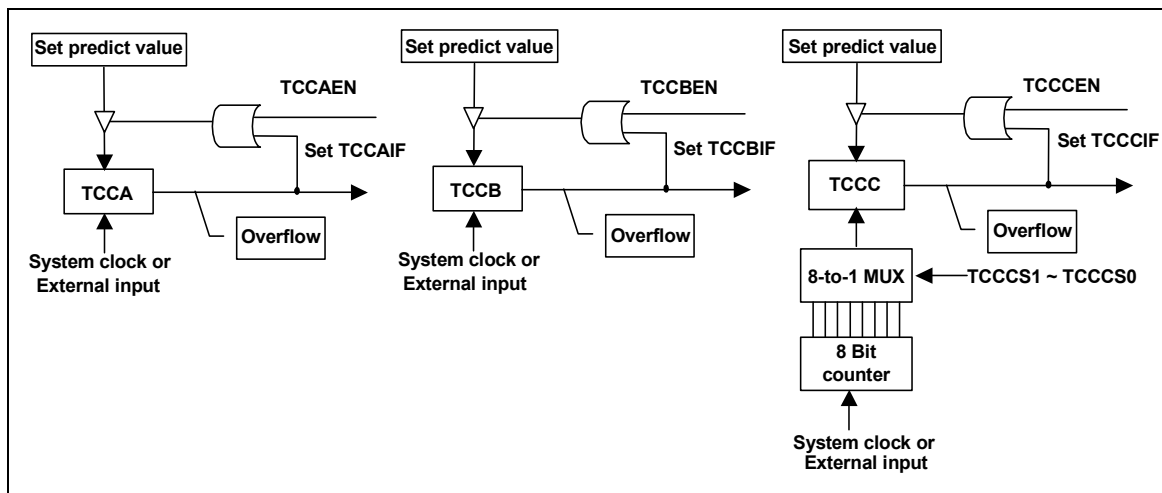 Set predict value
TCCAEN
Set TCCAIF
TCCA
Overflow
System clock or
External input
Set predict value
TCCBEN
Set TCCBIF
TCCB
Overflow
System clock or
External input
Set predict value
TCCCEN
Set TCCCIF
TCCC
Overflow
8-to-1 MUX
TCCCS1 ~ TCCCS0
8 Bit
counter
System clock or
External input